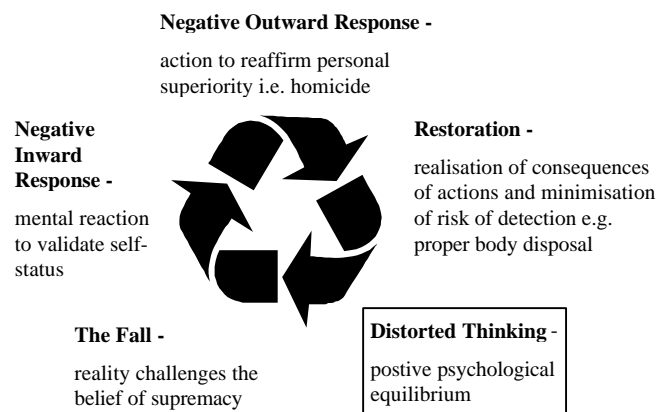 Negative Outward Response -
action to reaffirm personal
superiority i.e. homicide
Negative
Inward
Response -
mental reaction
to validate self-
status
Restoration -
realisation of consequences
of actions and minimisation
of risk of detection e.g.
proper body disposal
The Fall -
reality challenges the
belief of supremacy
Distorted Thinking -
postive psychological
equilibrium